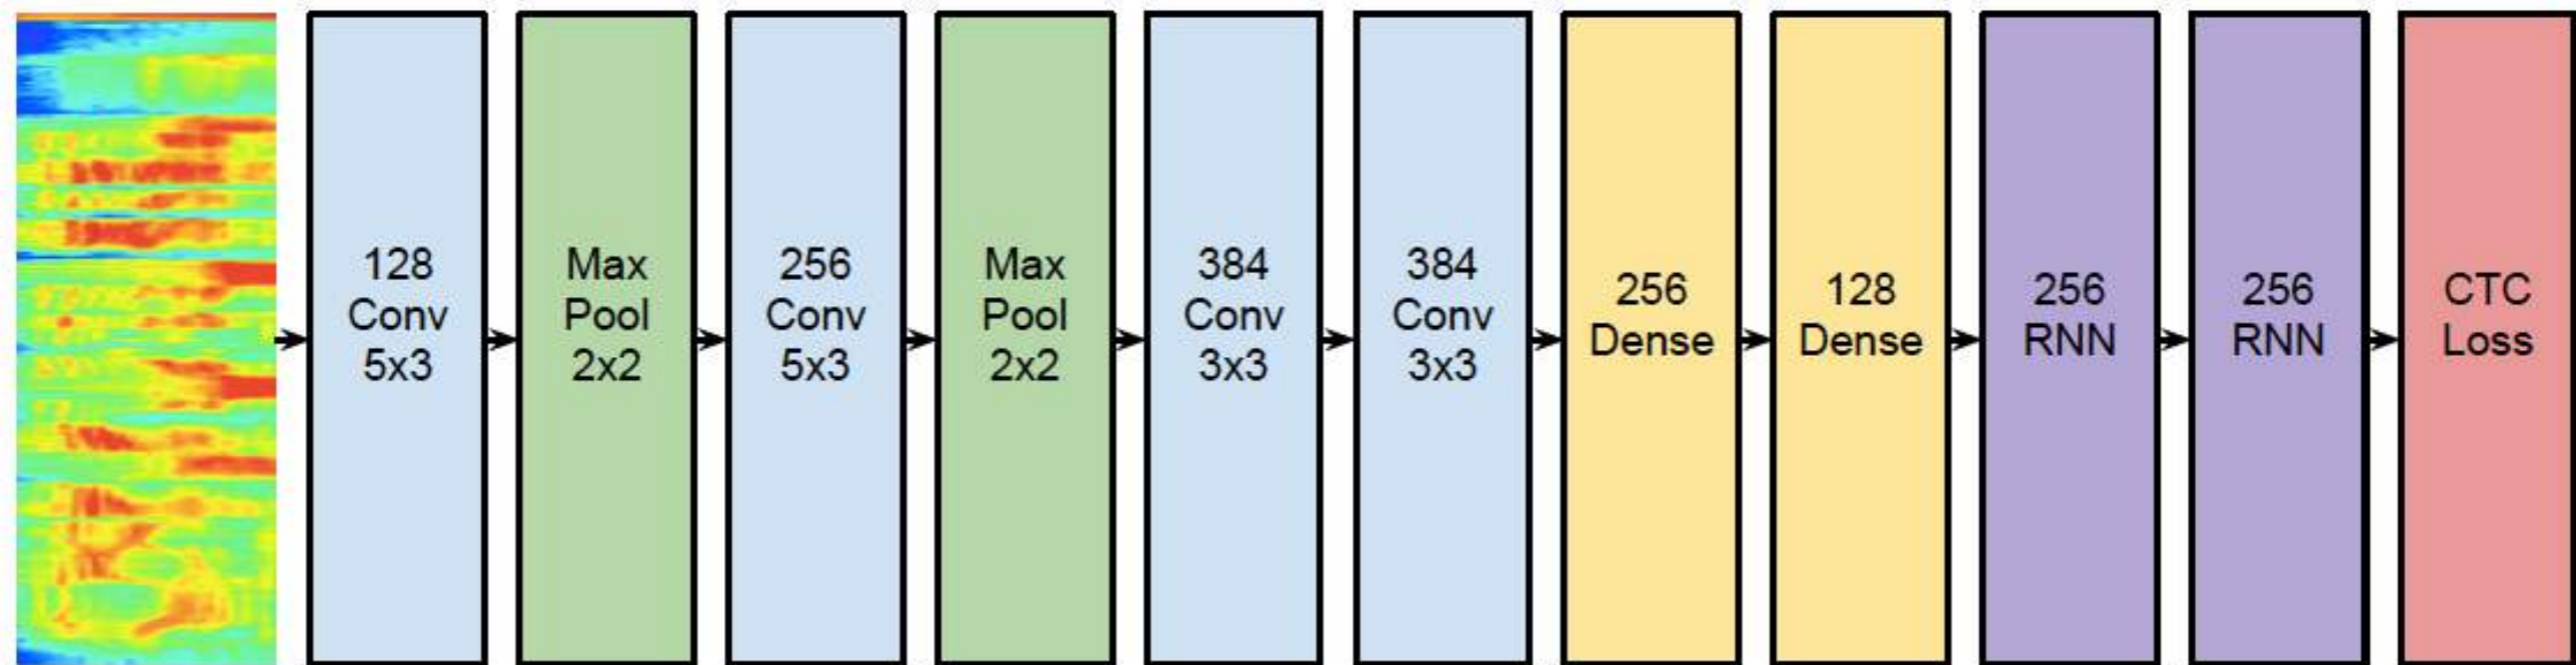 128
Conv
5x3
Max
Pool
2x2
256
Conv
5x3
Max
Pool
2x2
384
Conv
3x3
384
Conv
3x3
256
Dense
128
Dense
256
RNN
256
RNN
CTC
Loss